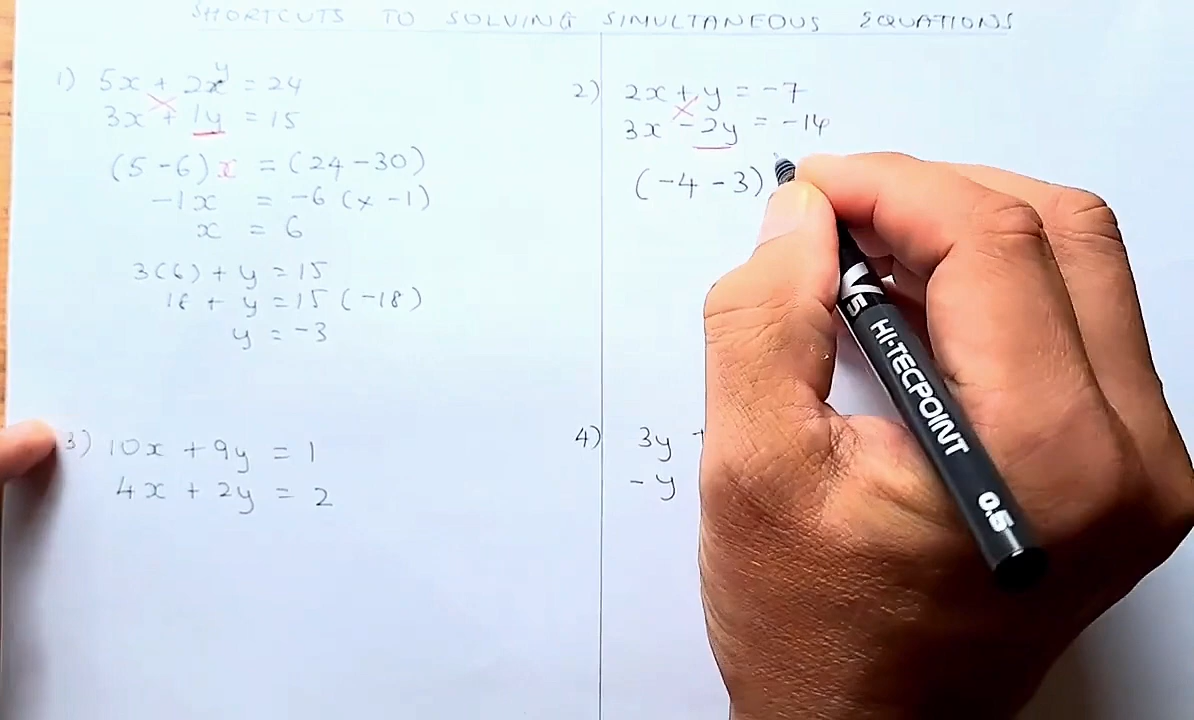 SHORTCUTS TO SOLVING SIMULTANEOUS EQUATIONS
1) 5x + 2y = 24
3x + 1y = 15
(5-6)x = (24-30)
-1x = -6 (x -1)
x = 6
3(6) + y = 15
18 + y = 15 (-18)
y = -3
2) 2x + y = -7
3x - 2y = -14
(-4 - 3)
3) 10x + 9y = 1
4x + 2y = 2
4) 3y +
-y
V5 HI-TECPOINT 0.5